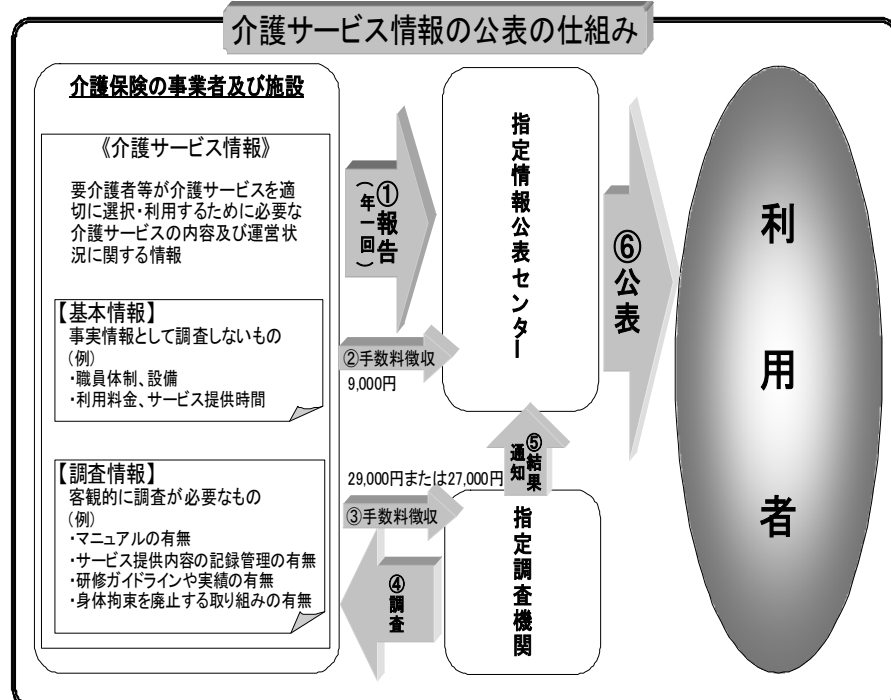 介護サービス情報の公表の仕組み
介護保険の事業者及び施設
《介護サービス情報》
要介護者等が介護サービスを適
切に選択・利用するために必要な
介護サービスの内容及び運営状
況に関する情報
【基本情報】
事実情報として調査しないもの
(例)
・職員体制、設備
・利用料金、サービス提供時間
【調査情報】
客観的に調査が必要なもの
(例)
・マニュアルの有無
・サービス提供内容の記録管理の有無
・研修ガイドラインや実績の有無
・身体拘束を廃止する取り組みの有無
①報告
(年一回)
②手数料徴収
9,000円
29,000円または27,000円
③手数料徴収
④調査
指定情報公表センター
⑤結果
通知
指定調査機関
⑥公表
利用者